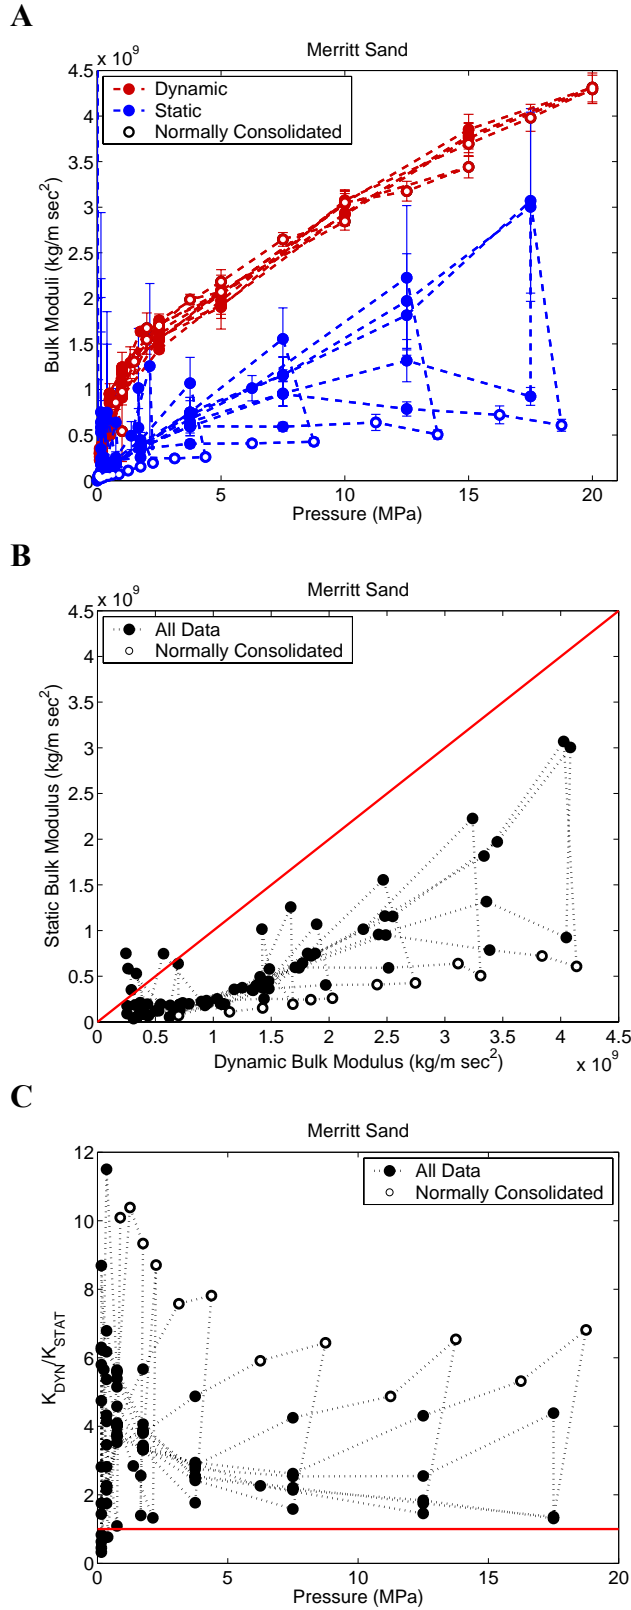 A
Merritt Sand
x 10^9
4.5
4
3.5
3
2.5
2
1.5
1
0.5
0
Bulk Moduli (kg/m sec^2)
Dynamic
Static
Normally Consolidated
0 5 10 15 20
Pressure (MPa)
B
Merritt Sand
x 10^9
4.5
4
3.5
3
2.5
2
1.5
1
0.5
0
Static Bulk Modulus (kg/m sec^2)
All Data
Normally Consolidated
0 0.5 1 1.5 2 2.5 3 3.5 4 4.5
Dynamic Bulk Modulus (kg/m sec^2)
x 10^9
C
Merritt Sand
12
10
8
6
4
2
0
K_DYN/K_STAT
All Data
Normally Consolidated
0 5 10 15 20
Pressure (MPa)